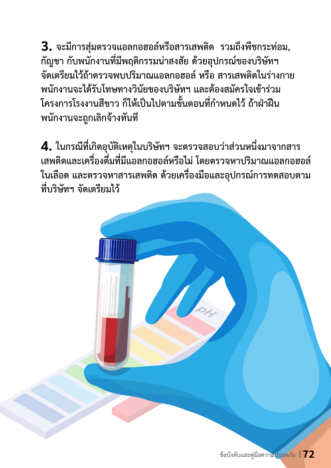 3. จะมีการสุ่มตรวจแอลกอฮอล์หรือสารเสพติด รวมถึงพืชกระท่อม,
กัญชา กับพนักงานที่มีพฤติกรรมน่าสงสัย ด้วยอุปกรณ์ของบริษัทฯ
จัดเตรียมไว้ถ้าตรวจพบปริมาณแอลกอฮอล์ หรือ สารเสพติดในร่างกาย
พนักงานจะได้รับโทษทางวินัยของบริษัทฯ และต้องสมัครใจเข้าร่วม
โครงการโรงงานสีขาว ก็ให้เป็นไปตามขั้นตอนที่กำหนดไว้ ถ้าฝ่าฝืน
พนักงานจะถูกเลิกจ้างทันที
4. ในกรณีที่เกิดอุบัติเหตุในบริษัทฯ จะตรวจสอบว่าส่วนหนึ่งมาจากสาร
เสพติดและเครื่องดื่มที่มีแอลกอฮอล์หรือไม่ โดยตรวจหาปริมาณแอลกอฮอล์
ในเลือด และตรวจหาสารเสพติด ด้วยเครื่องมือและอุปกรณ์การทดสอบตาม
ที่บริษัทฯ จัดเตรียมไว้
pH
ข้อบังคับและคู่มือความปลอดภัย | 72